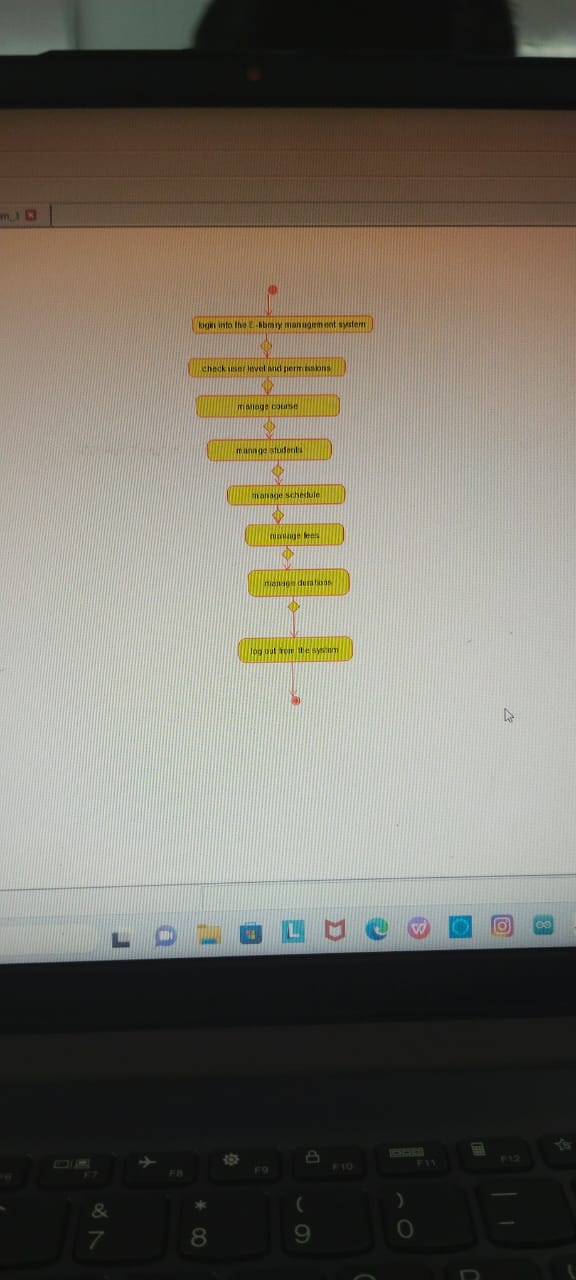 m_1
login into the E-library management system
check user level and permissions
manage course
manage students
manage schedule
manage fees
manage durations
log out from the system
F7
F8
F9
F10
F11
F12
&
7
*
8
(
9
)
0